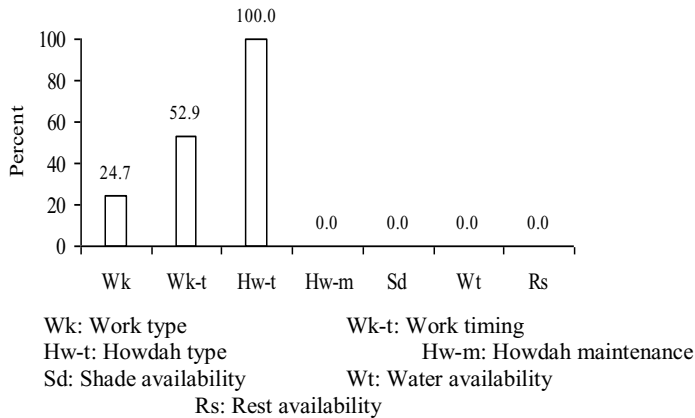 100.0
100
80
52.9
60
Percent
40
24.7
20
0.0 0.0 0.0 0.0
0
Wk Wk-t Hw-t Hw-m Sd Wt Rs
Wk: Work type Wk-t: Work timing
Hw-t: Howdah type Hw-m: Howdah maintenance
Sd: Shade availability Wt: Water availability
Rs: Rest availability